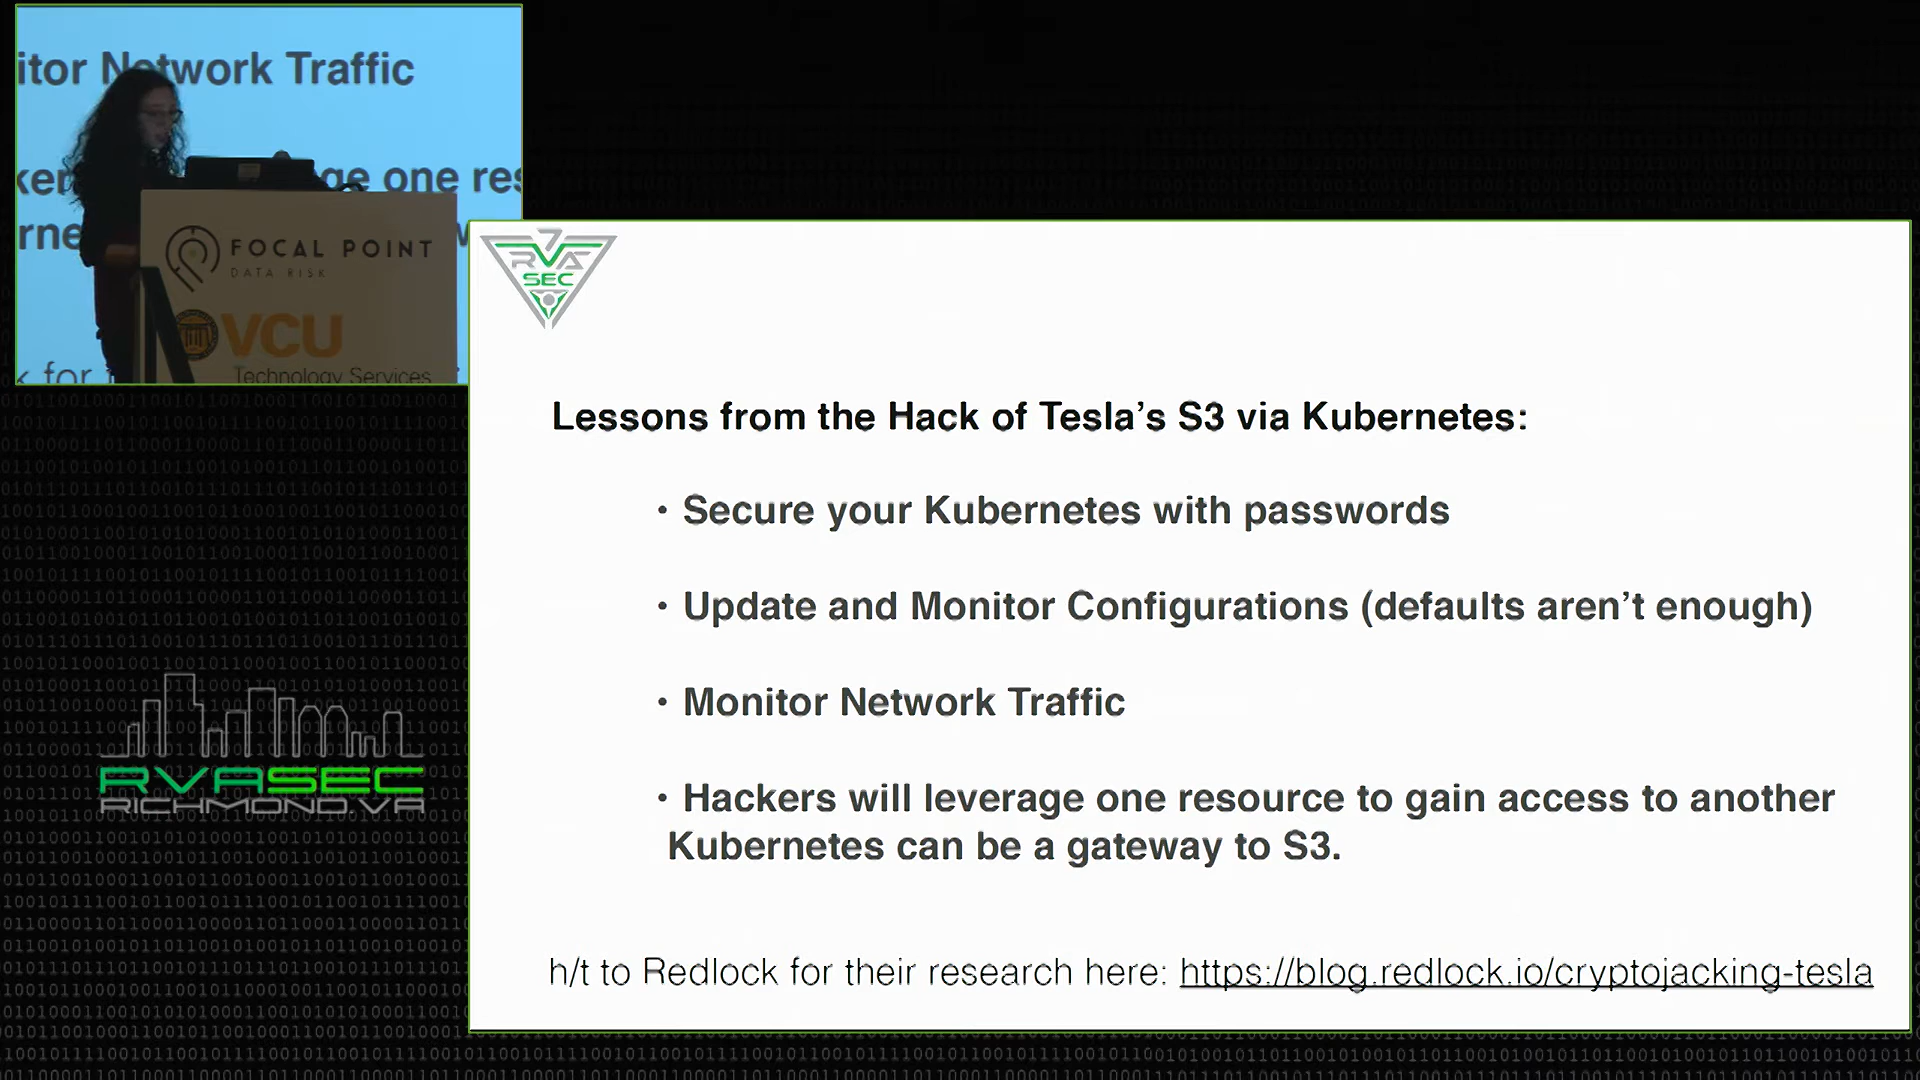 itor Network Traffic
ge one res
FOCAL POINT
DATA RISK
VCU
Technology Services
7
RVA
SEC
Lessons from the Hack of Tesla’s S3 via Kubernetes:
• Secure your Kubernetes with passwords
• Update and Monitor Configurations (defaults aren’t enough)
• Monitor Network Traffic
• Hackers will leverage one resource to gain access to another
Kubernetes can be a gateway to S3.
h/t to Redlock for their research here: https://blog.redlock.io/cryptojacking-tesla
RVASEC
RICHMOND.VA